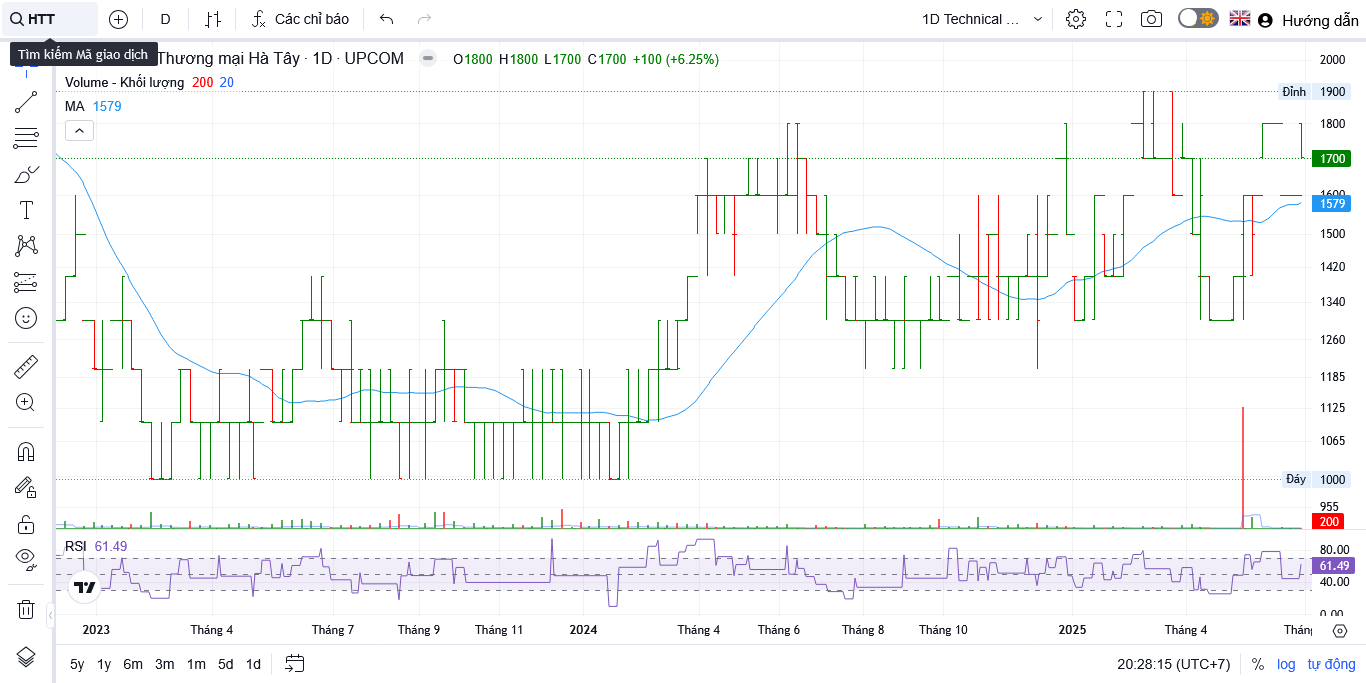 HTT D Các chỉ báo 1D Technical ... Hướng dẫn
Tìm kiếm Mã giao dịch Thương mại Hà Tây · 1D · UPCOM O1800 H1800 L1700 C1700 +100 (+6.25%)
Volume - Khối lượng 200 20
MA 1579
2000
Đỉnh 1900
1800
1700
1600
1579
1500
1420
1340
1260
1185
1125
1065
Đáy 1000
955
200
RSI 61.49
80.00
61.49
40.00
0.00
2023 Tháng 4 Tháng 7 Tháng 9 Tháng 11 2024 Tháng 4 Tháng 6 Tháng 8 Tháng 10 2025 Tháng 4 Tháng
5y 1y 6m 3m 1m 5d 1d 20:28:15 (UTC+7) % log tự động